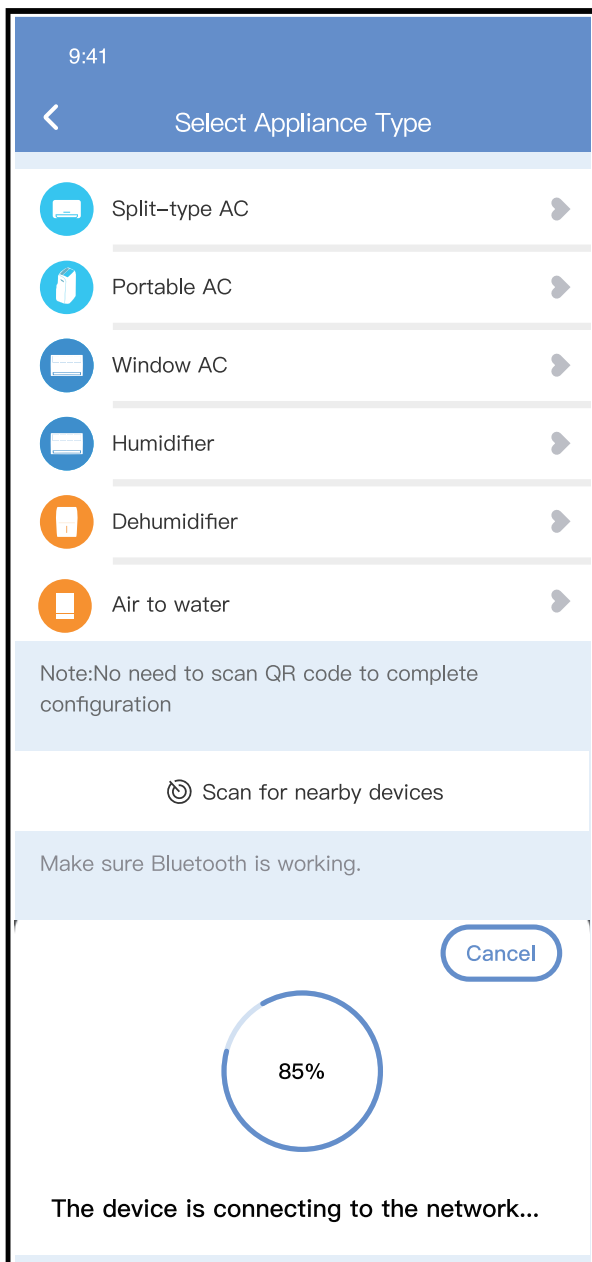 9:41
Select Appliance Type
Split-type AC
Portable AC
Window AC
Humidifier
Dehumidifier
Air to water
Note:No need to scan QR code to complete
configuration
Scan for nearby devices
Make sure Bluetooth is working.
Cancel
85%
The device is connecting to the network...